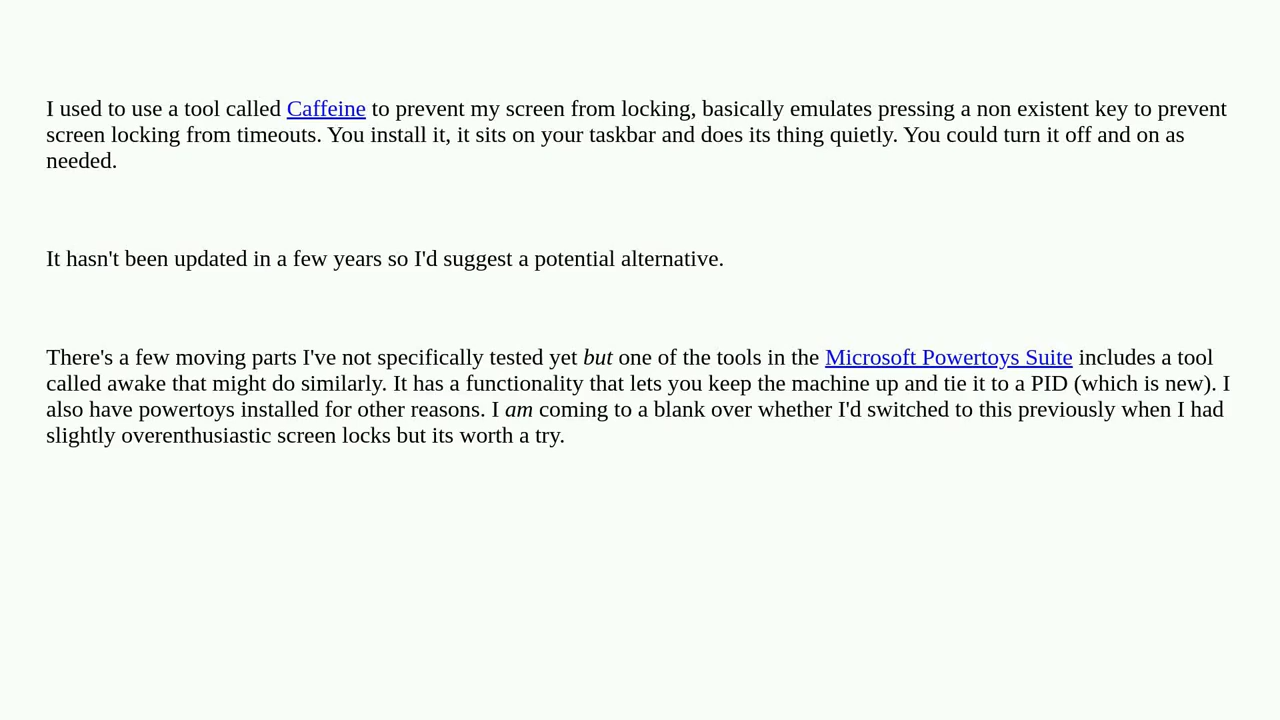 I used to use a tool called Caffeine to prevent my screen from locking, basically emulates pressing a non existent key to prevent
screen locking from timeouts. You install it, it sits on your taskbar and does its thing quietly. You could turn it off and on as
needed.
It hasn't been updated in a few years so I'd suggest a potential alternative.
There's a few moving parts I've not specifically tested yet but one of the tools in the Microsoft Powertoys Suite includes a tool
called awake that might do similarly. It has a functionality that lets you keep the machine up and tie it to a PID (which is new). I
also have powertoys installed for other reasons. I am coming to a blank over whether I'd switched to this previously when I had
slightly overenthusiastic screen locks but its worth a try.